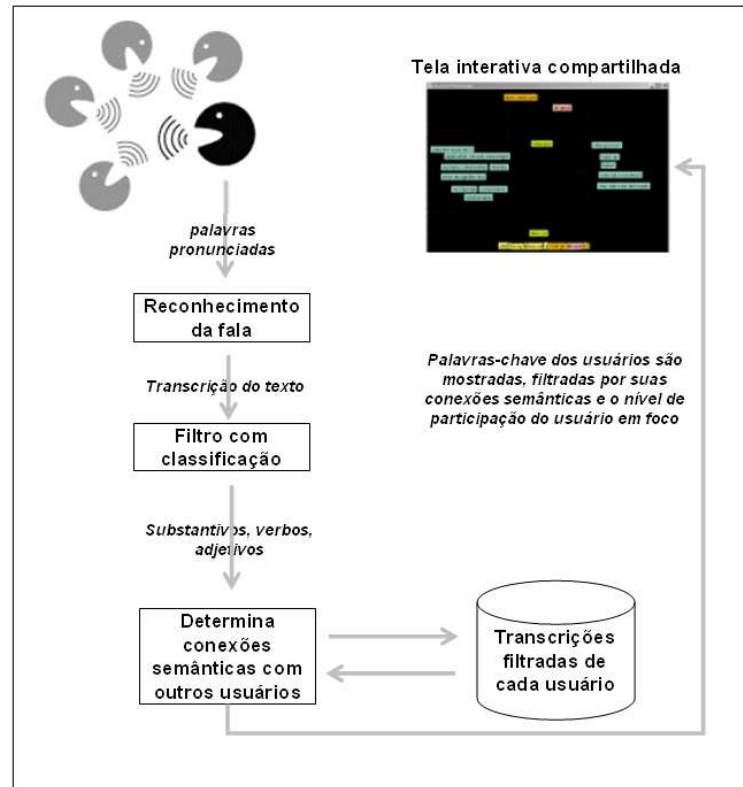 Tela interativa compartilhada
palavras
pronunciadas
Reconhecimento
da fala
Transcrição do texto
Filtro com
classificação
Substantivos, verbos,
adjetivos
Determina
conexões
semânticas com
outros usuários
Transcrições
filtradas de
cada usuário
Palavras-chave dos usuários são
mostradas, filtradas por suas
conexões semânticas e o nível de
participação do usuário em foco